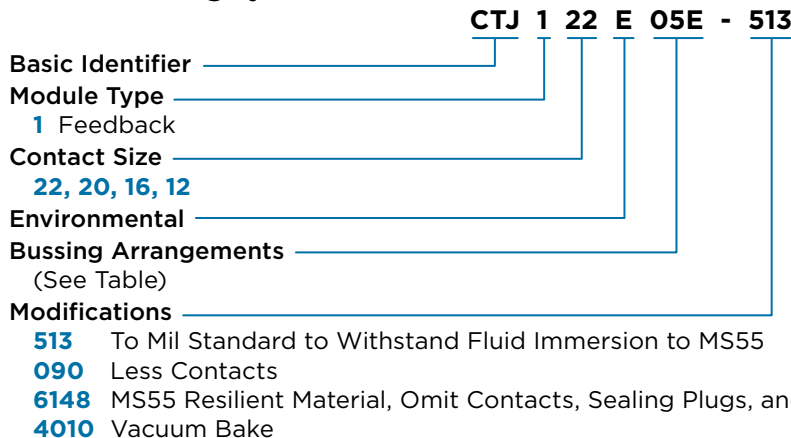 CTJ 1 22 E 05E - 513
Basic Identifier
Module Type
1 Feedback
Contact Size
22, 20, 16, 12
Environmental
Bussing Arrangements
(See Table)
Modifications
513 To Mil Standard to Withstand Fluid Immersion to MS55
090 Less Contacts
6148 MS55 Resilient Material, Omit Contacts, Sealing Plugs, an
4010 Vacuum Bake